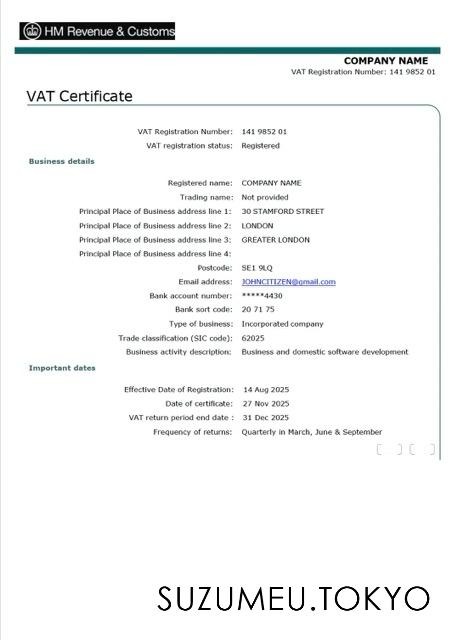 HM Revenue & Customs
COMPANY NAME
VAT Registration Number: 141 9852 01
VAT Certificate
VAT Registration Number: 141 9852 01
VAT registration status: Registered
Business details
Registered name: COMPANY NAME
Trading name: Not provided
Principal Place of Business address line 1: 30 STAMFORD STREET
Principal Place of Business address line 2: LONDON
Principal Place of Business address line 3: GREATER LONDON
Principal Place of Business address line 4:
Postcode: SE1 9LQ
Email address: JOHNCITIZEN@gmail.com
Bank account number: *****4430
Bank sort code: 20 71 75
Type of business: Incorporated company
Trade classification (SIC code): 62025
Business activity description: Business and domestic software development
Important dates
Effective Date of Registration: 14 Aug 2025
Date of certificate: 27 Nov 2025
VAT return period end date : 31 Dec 2025
Frequency of returns: Quarterly in March, June & September
SUZUMEU.TOKYO